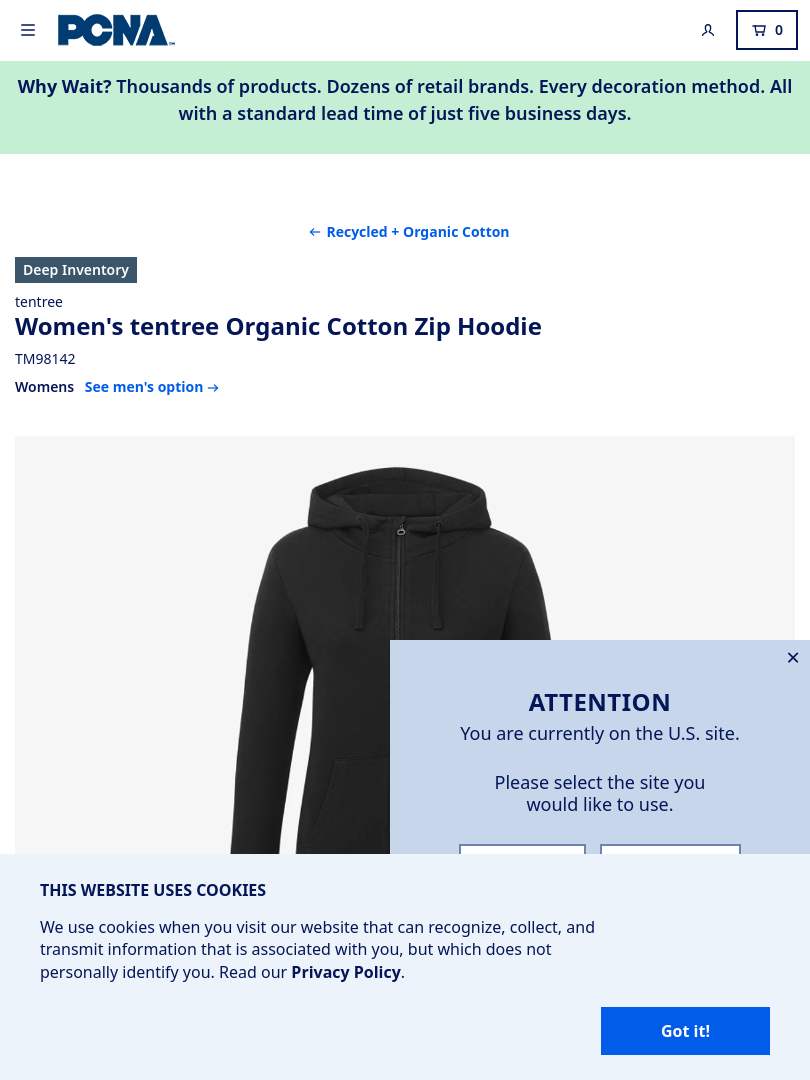 PCNA
0
Why Wait? Thousands of products. Dozens of retail brands. Every decoration method. All
with a standard lead time of just five business days.
← Recycled + Organic Cotton
Deep Inventory
tentree
Women's tentree Organic Cotton Zip Hoodie
TM98142
Womens See men's option →
ATTENTION
You are currently on the U.S. site.
Please select the site you
would like to use.
THIS WEBSITE USES COOKIES
We use cookies when you visit our website that can recognize, collect, and
transmit information that is associated with you, but which does not
personally identify you. Read our Privacy Policy.
Got it!